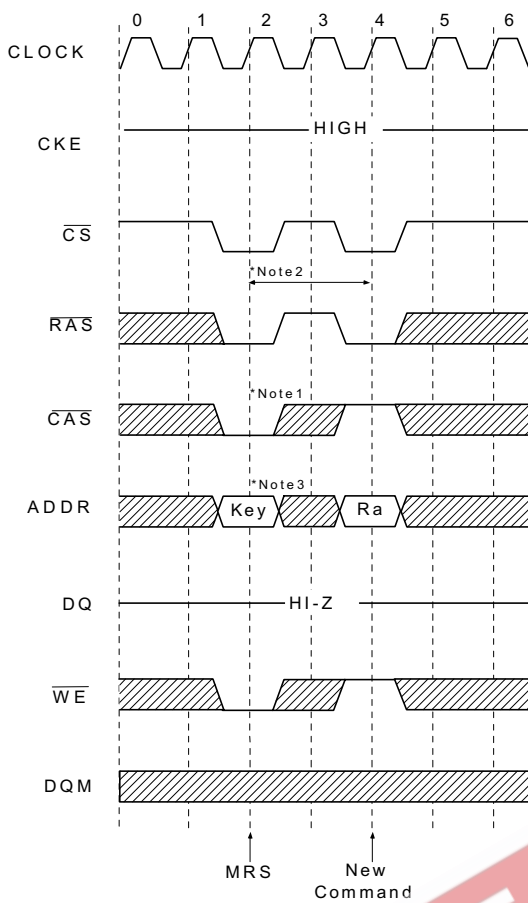 0 1 2 3 4 5 6
CLOCK
HIGH
CKE
CS
*Note2
RAS
*Note1
CAS
*Note3
ADDR Key Ra
DQ HI-Z
WE
DQM
MRS New
Command